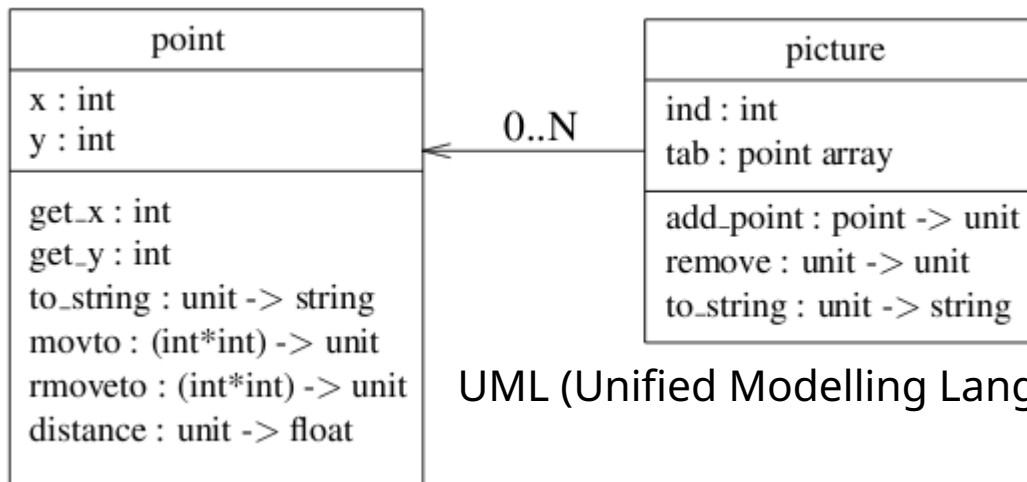 point
x : int
y : int
get_x : int
get_y : int
to_string : unit -> string
movto : (int*int) -> unit
rmoveto : (int*int) -> unit
distance : unit -> float
0..N
picture
ind : int
tab : point array
add_point : point -> unit
remove : unit -> unit
to_string : unit -> string
UML (Unified Modelling Lang